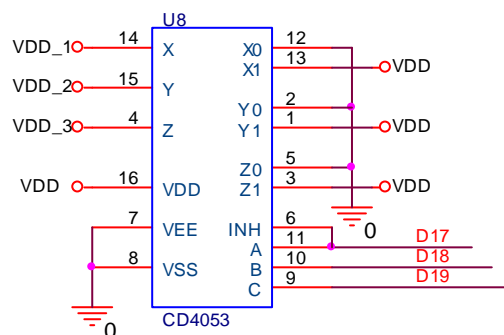 U8
VDD_1 14 X X0 12
X1 13 VDD
VDD_2 15 Y Y0 2
Y1 1 VDD
VDD_3 4 Z Z0 5
VDD 16 VDD Z1 3 VDD
7 VEE INH 6 0
A 11 D17
8 VSS B 10 D18
C 9 D19
0 CD4053